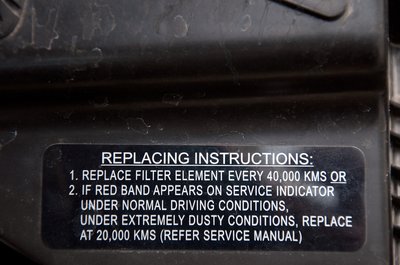 REPLACING INSTRUCTIONS:
1. REPLACE FILTER ELEMENT EVERY 40,000 KMS OR
2. IF RED BAND APPEARS ON SERVICE INDICATOR
UNDER NORMAL DRIVING CONDITIONS,
UNDER EXTREMELY DUSTY CONDITIONS, REPLACE
AT 20,000 KMS (REFER SERVICE MANUAL)